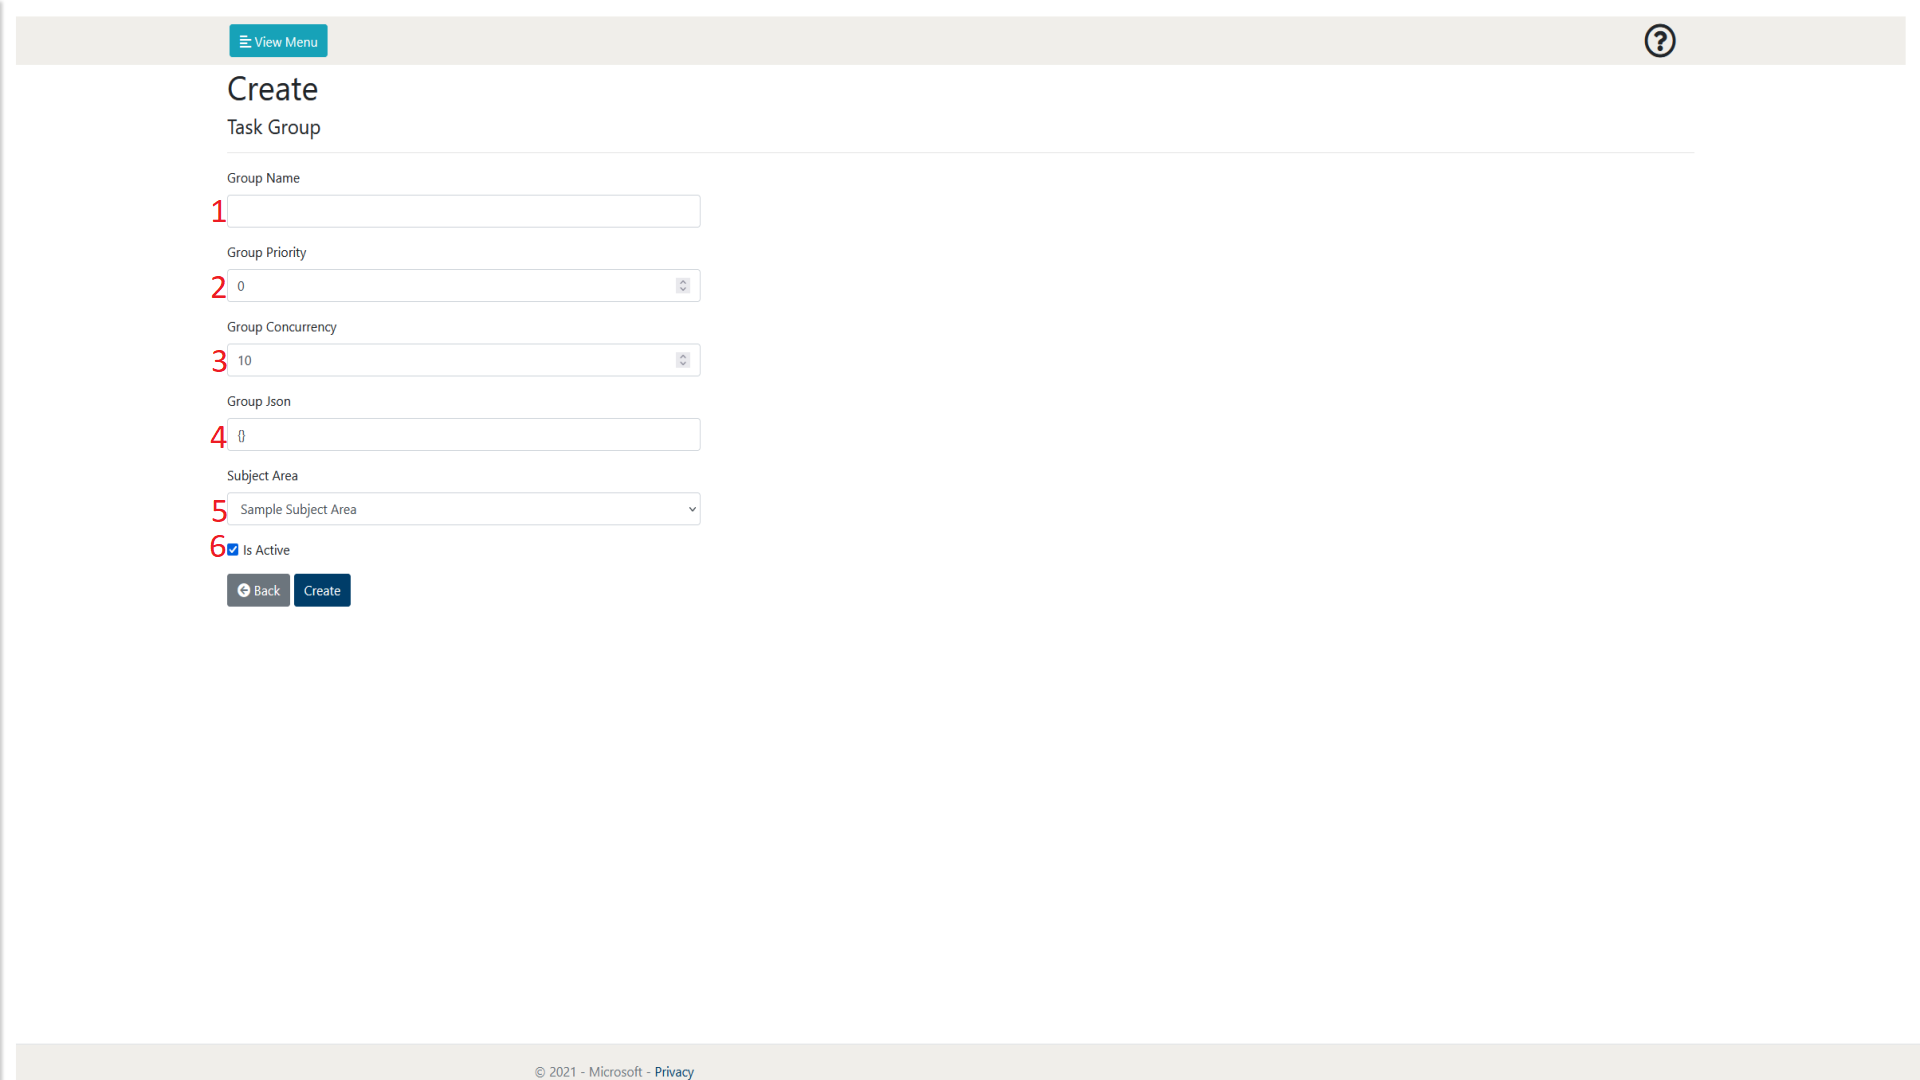 View Menu
Create
Task Group
Group Name
1
Group Priority
2 0
Group Concurrency
3 10
Group Json
4 {}
Subject Area
5 Sample Subject Area
6 Is Active
Back Create
© 2021 - Microsoft - Privacy